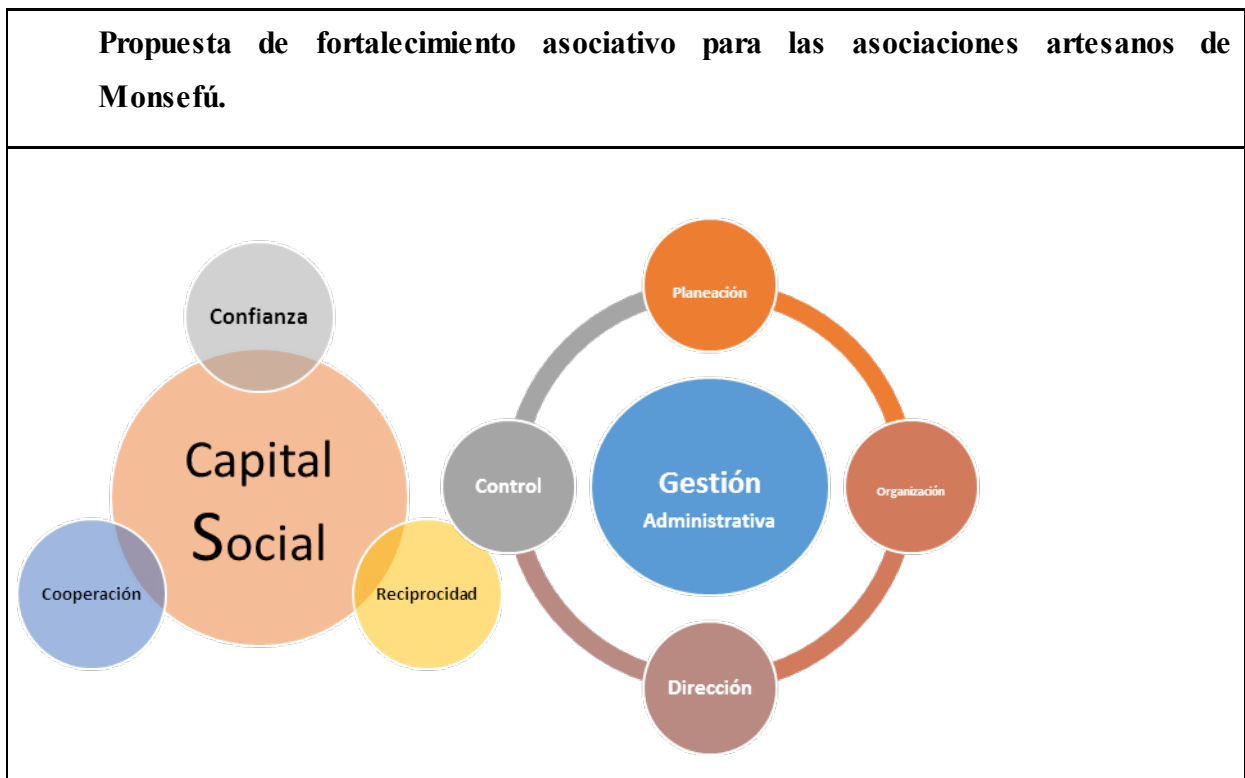 Propuesta de fortalecimiento asociativo para las asociaciones artesanos de
Monsefú.
Confianza
Capital
Social
Cooperación
Reciprocidad
Planeación
Control
Gestión
Administrativa
Organización
Dirección